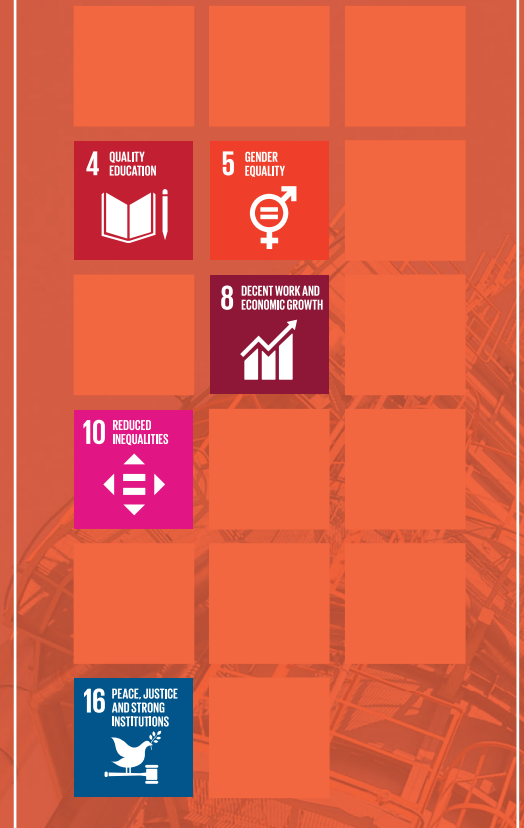 4 QUALITY
EDUCATION
5 GENDER
EQUALITY
8 DECENT WORK AND
ECONOMIC GROWTH
10 REDUCED
INEQUALITIES
16 PEACE, JUSTICE
AND STRONG
INSTITUTIONS